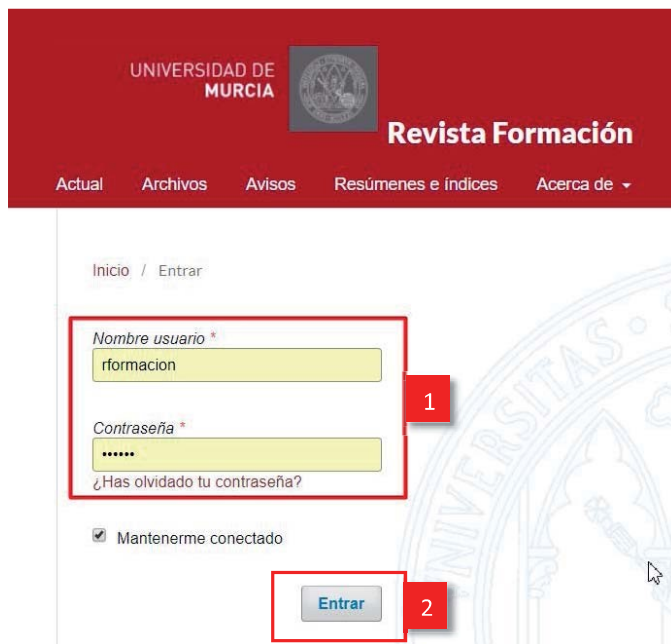 UNIVERSIDAD DE
MURCIA
Revista Formación
Actual Archivos Avisos Resúmenes e índices Acerca de
Inicio / Entrar
Nombre usuario *
rformacion
1
Contraseña *
••••••
¿Has olvidado tu contraseña?
Mantenerme conectado
Entrar
2
UNIVERSITAS